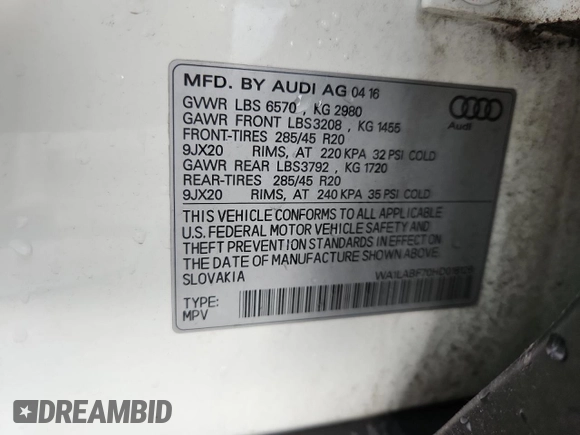 MFD. BY AUDI AG 04 16
GVWR LBS 6570 , KG 2980
GAWR FRONT LBS3208 , KG 1455
FRONT-TIRES 285/45 R20
9JX20 RIMS, AT 220 KPA 32 PSI COLD
GAWR REAR LBS3792 , KG 1720
REAR-TIRES 285/45 R20
9JX20 RIMS, AT 240 KPA 35 PSI COLD
Audi
THIS VEHICLE CONFORMS TO ALL APPLICABLE
U.S. FEDERAL MOTOR VEHICLE SAFETY AND
THEFT PREVENTION STANDARDS IN EFFECT ON
THE DATE OF MANUFACTURE SHOWN ABOVE.
SLOVAKIA
TYPE:
MPV
DREAMBID